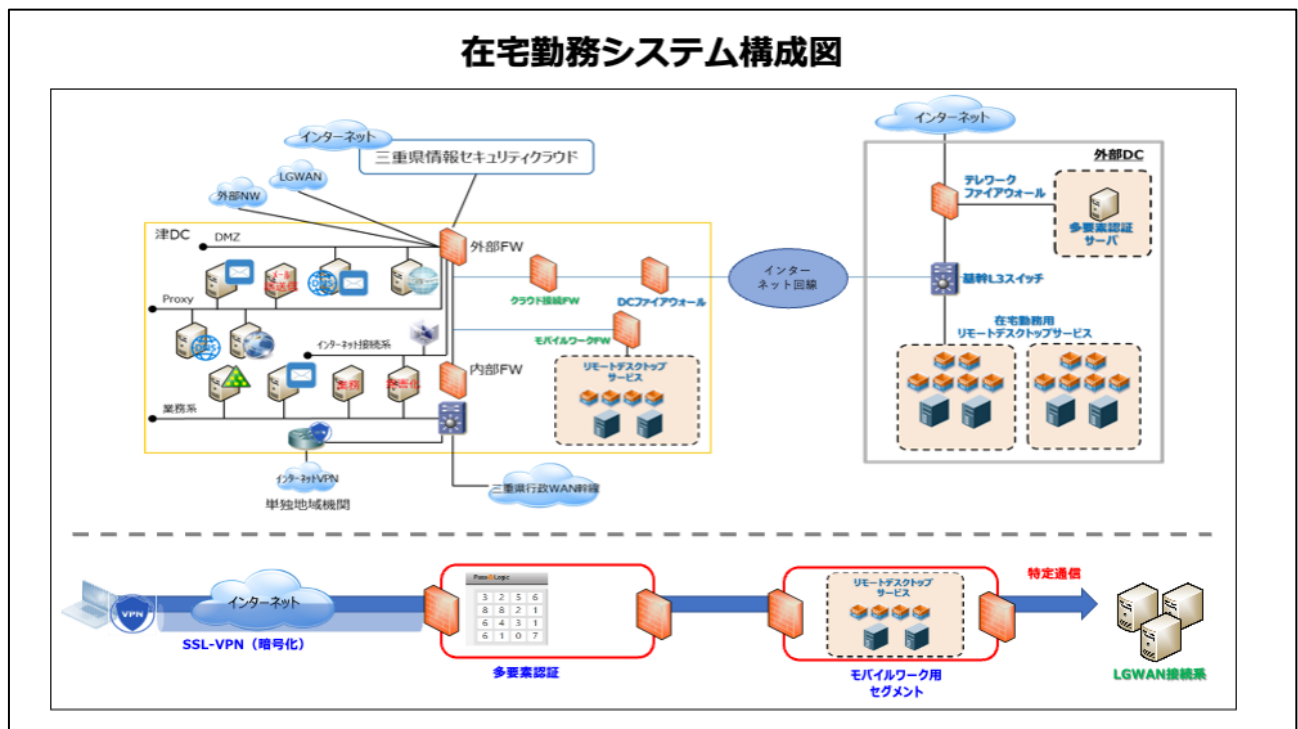 在宅勤務システム構成図
インターネット
三重県情報セキュリティクラウド
LGWAN
外部NW
津DC
DMZ
外部FW
Proxy
クラウド接続FW
DCファイアウォール
インター
ネット回線
モバイルワークFW
インターネット接続系
内部FW
業務
業務系
リモートデスクトップ
サービス
インターネットVPN
単独地域機関
三重県行政WAN幹線
インターネット
外部DC
テレワーク
ファイアウォール
多要素認証
サーバ
基幹L3スイッチ
在宅勤務用
リモートデスクトップサービス
VPN
インターネット
SSL-VPN（暗号化）
3 2 5 6
8 8 2 1
6 4 3 1
6 1 0 7
多要素認証
リモートデスクトップ
サービス
モバイルワーク用
セグメント
特定通信
LGWAN接続系